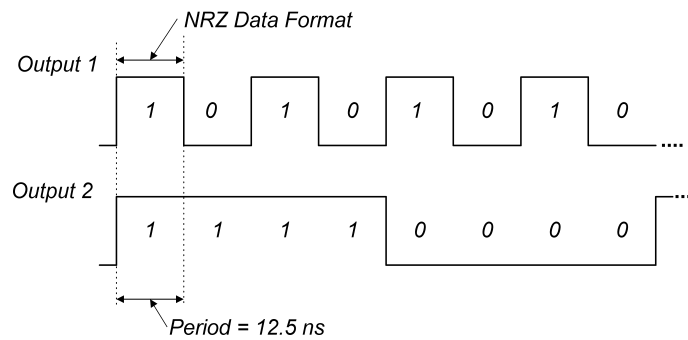 NRZ Data Format
Output 1
1 0 1 0 1 0 1 0
Output 2
1 1 1 1 0 0 0 0
Period = 12.5 ns